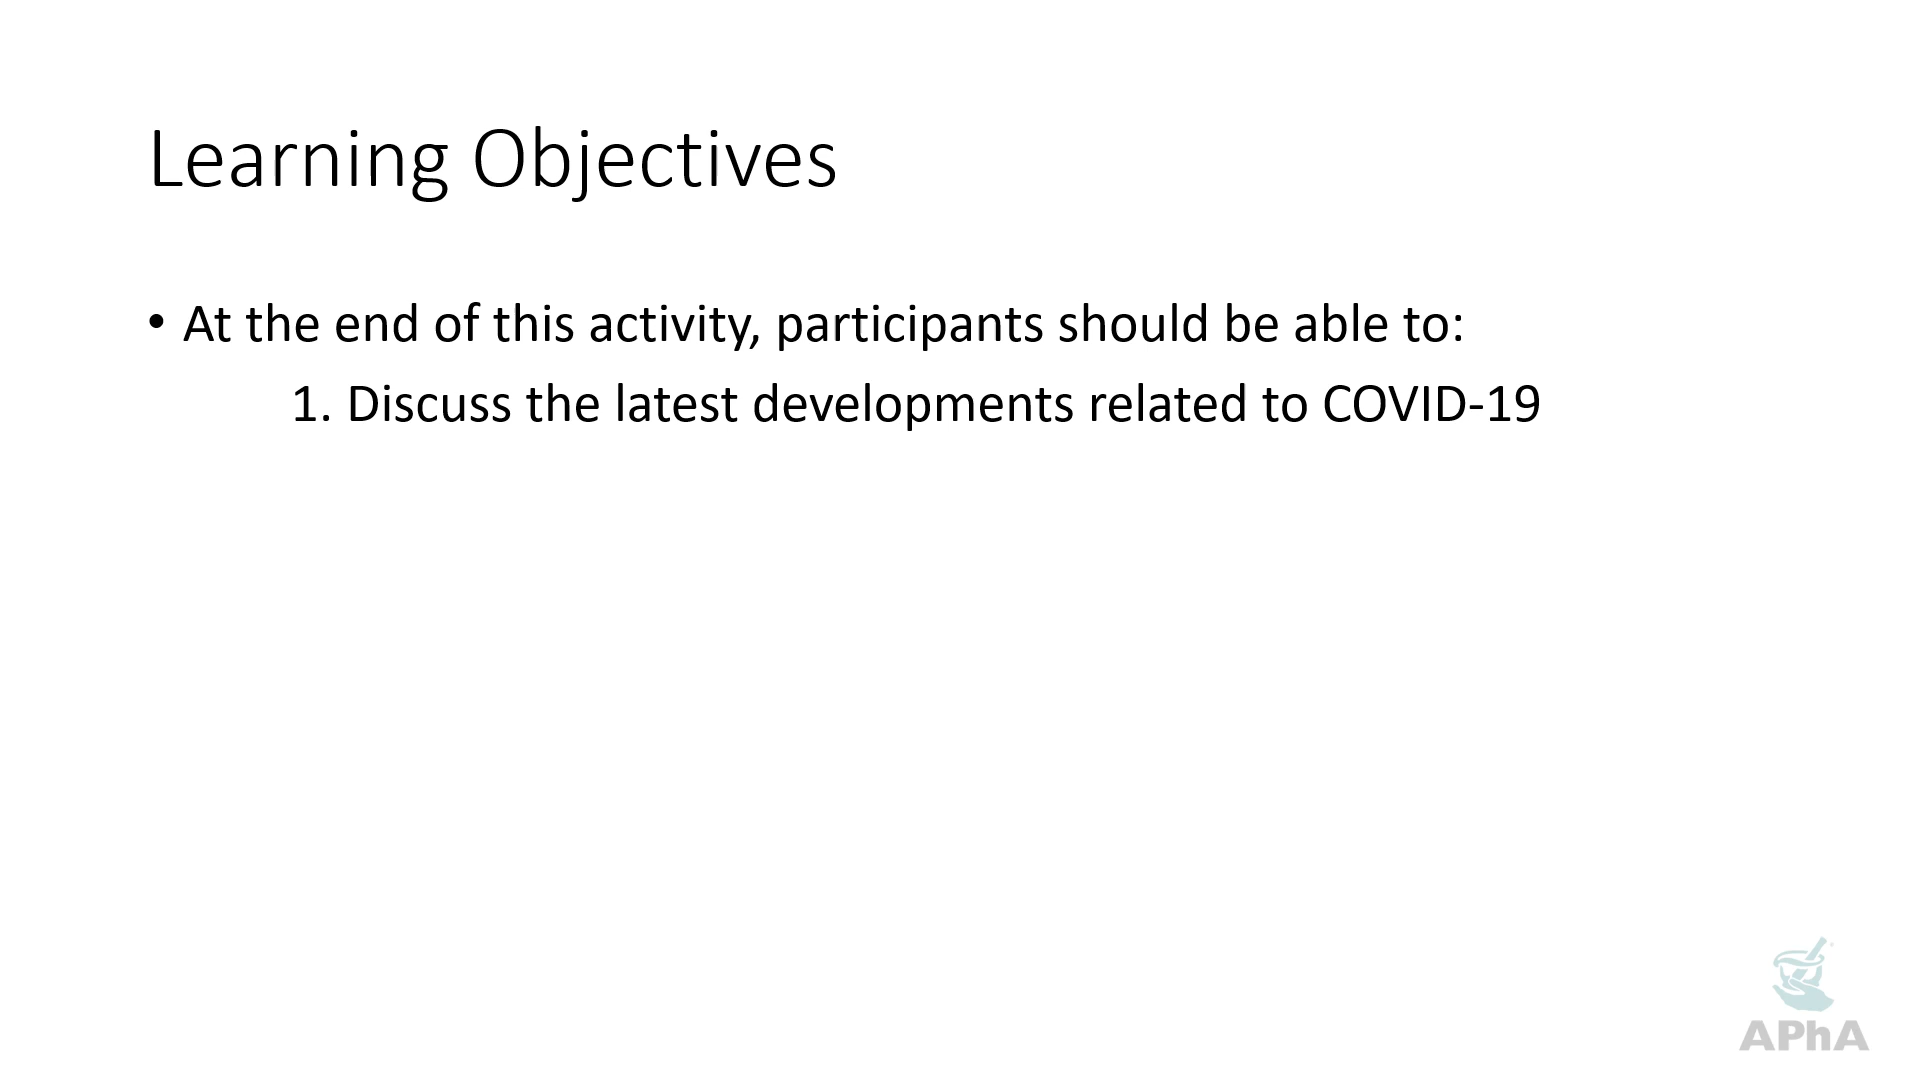 Learning Objectives
• At the end of this activity, participants should be able to:
1. Discuss the latest developments related to COVID-19
APhA